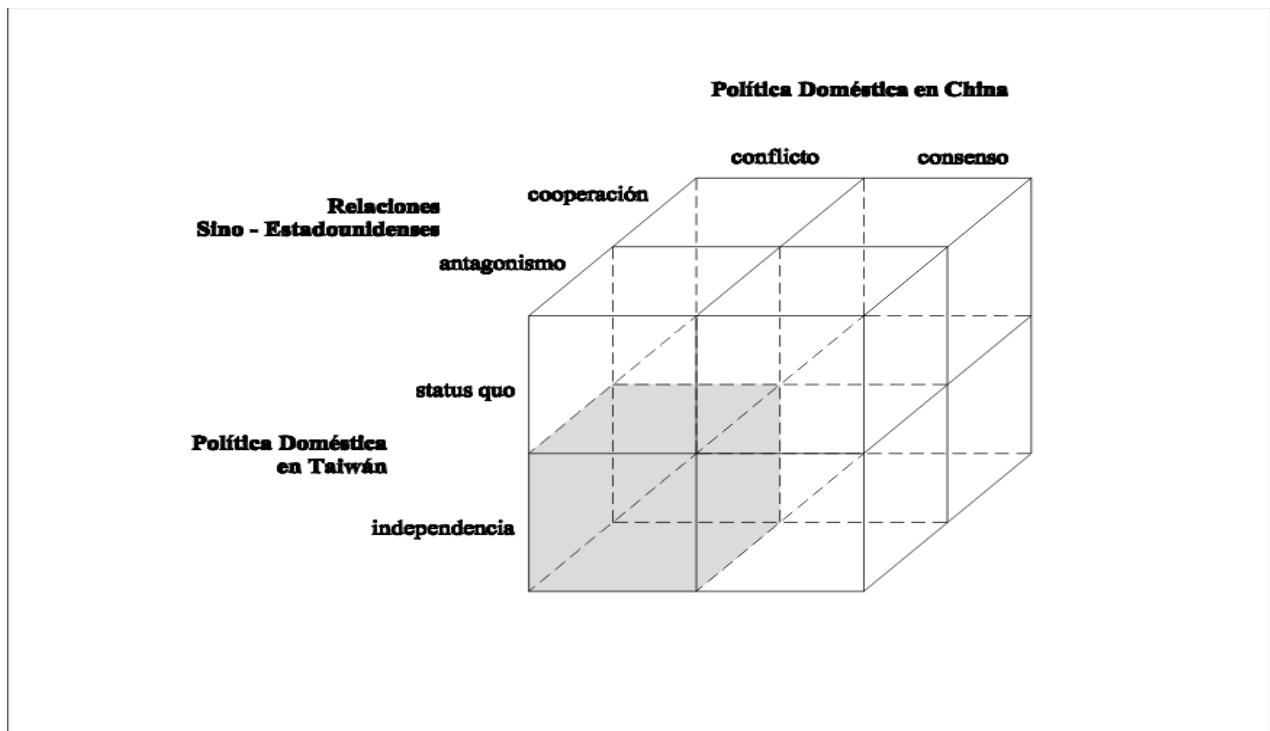 Política Doméstica en China
conflicto
consenso
cooperación
Relaciones
Sino - Estadounidenses
antagonismo
status quo
Política Doméstica
en Taiwán
independencia